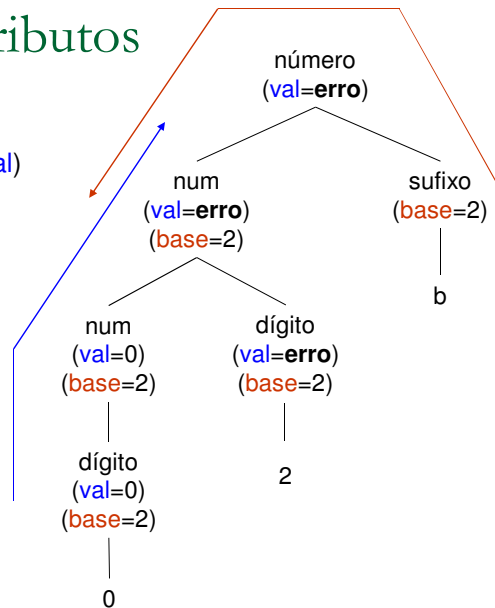 ributos
al)
número
(val=erro)
num
(val=erro)
(base=2)
sufixo
(base=2)
b
num
(val=0)
(base=2)
dígito
(val=erro)
(base=2)
dígito
(val=0)
(base=2)
2
0